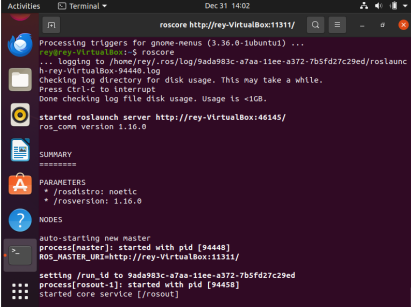 Activities
Terminal
Dec 31 14:02
roscore http://rey-VirtualBox:11311/
Processing triggers for gnome-menus (3.36.0-1ubuntu1) ...
rey@rey-VirtualBox:~$ roscore
... logging to /home/rey/.ros/log/9ada983c-a7aa-11ee-a372-7b5fd27c29ed/roslaunc
h-rey-VirtualBox-94440.log
Checking log directory for disk usage. This may take a while.
Press Ctrl-C to interrupt
Done checking log file disk usage. Usage is <1GB.
started roslaunch server http://rey-VirtualBox:46145/
ros_comm version 1.16.0
SUMMARY
========
PARAMETERS
* /rosdistro: noetic
* /rosversion: 1.16.0
NODES
auto-starting new master
process[master]: started with pid [94448]
ROS_MASTER_URI=http://rey-VirtualBox:11311/
setting /run_id to 9ada983c-a7aa-11ee-a372-7b5fd27c29ed
process[rosout-1]: started with pid [94458]
started core service [/rosout]